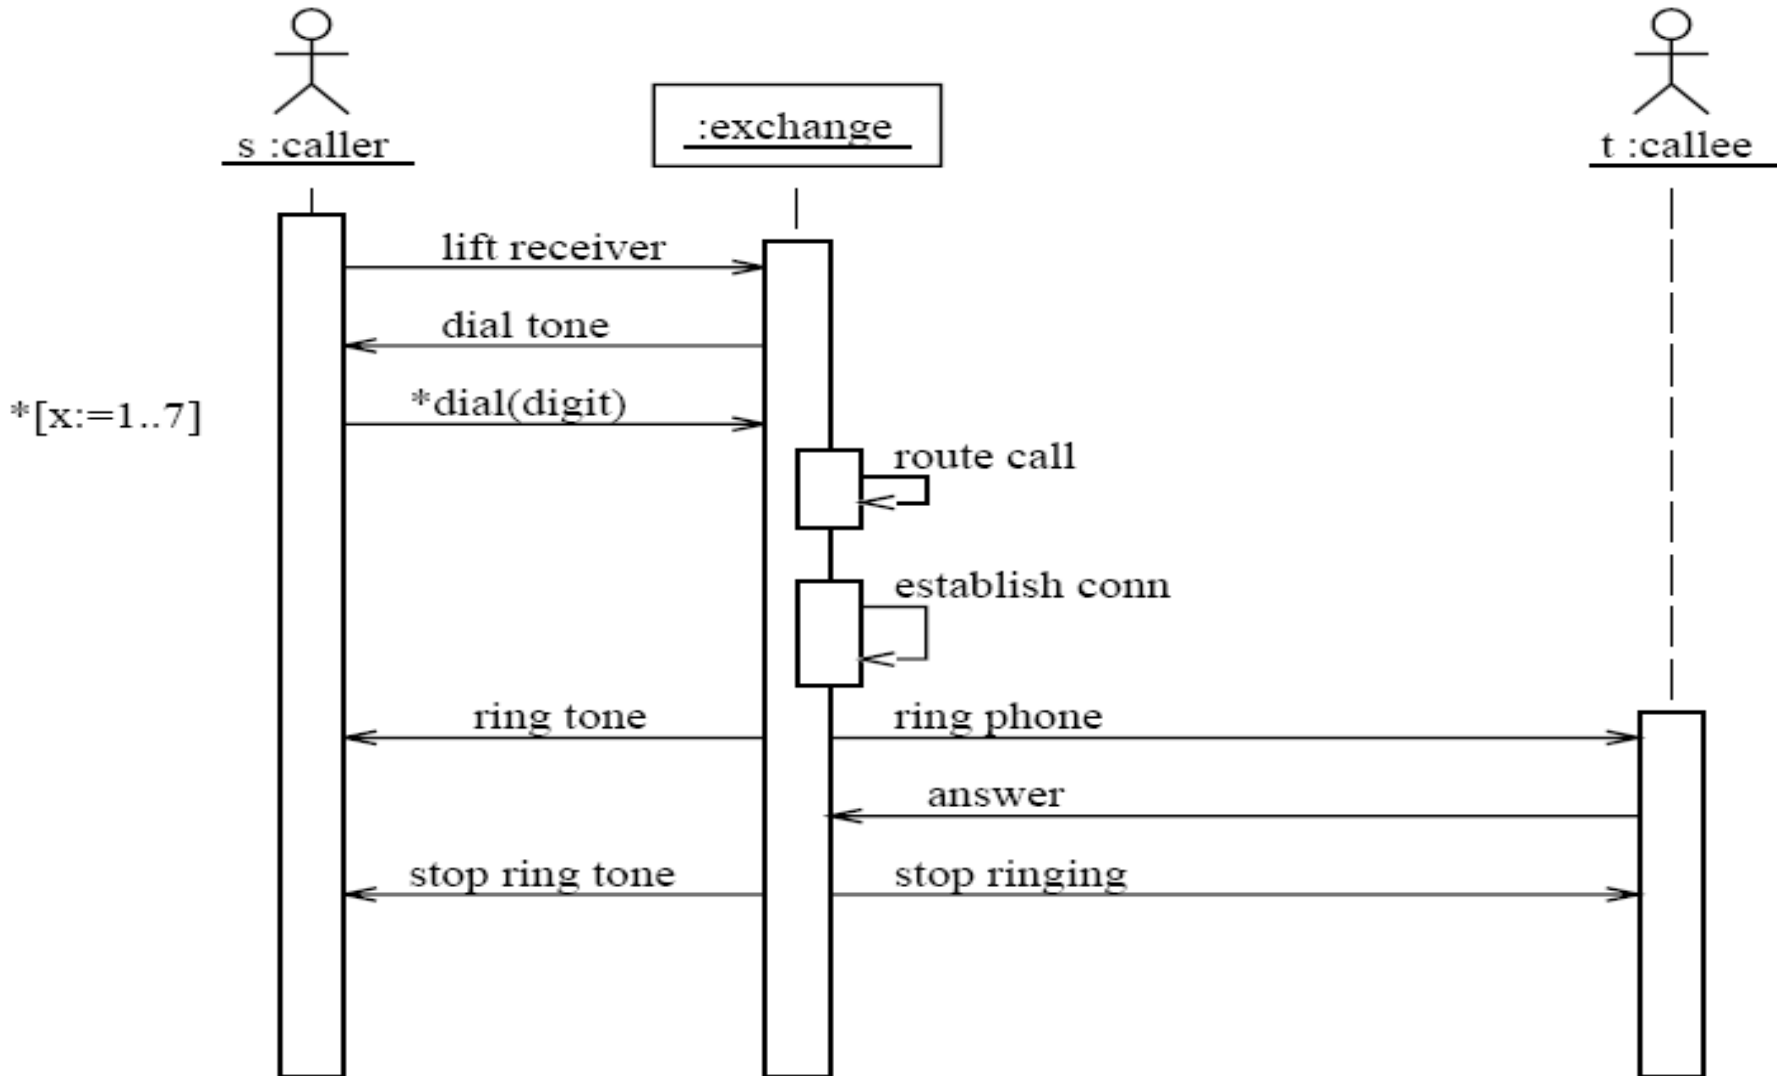 s :caller
:exchange
t :callee
lift receiver
dial tone
*[x:=1..7]
*dial(digit)
route call
establish conn
ring tone
ring phone
answer
stop ring tone
stop ringing